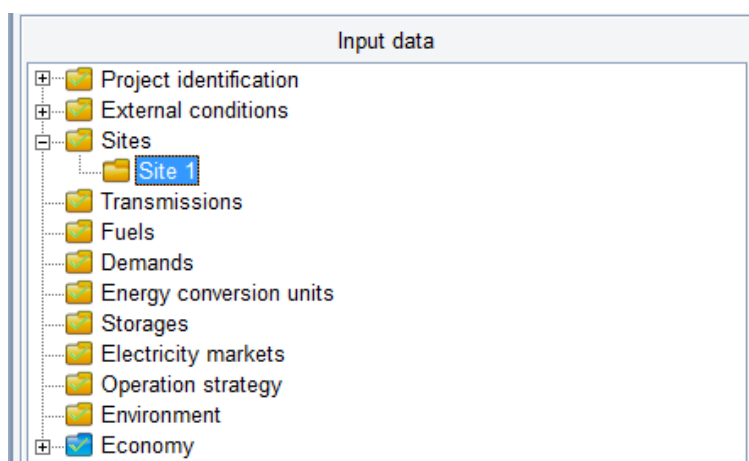 Input data
Project identification
External conditions
Sites
Site 1
Transmissions
Fuels
Demands
Energy conversion units
Storages
Electricity markets
Operation strategy
Environment
Economy